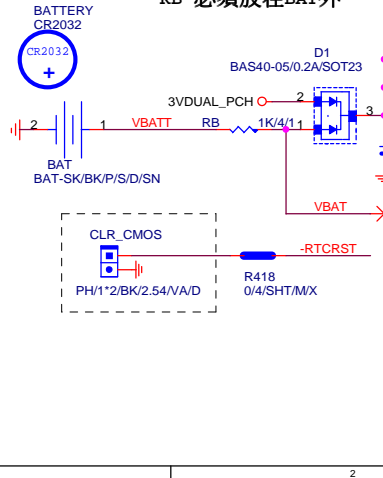 RB 必須放在BAT外
BATTERY
CR2032
CR2032
+
D1
BAS40-05/0.2A/SOT23
3VDUAL_PCH
2
3
2
1
VBATT
RB
1K/4/1
1
BAT
BAT-SK/BK/P/S/D/SN
VBAT
CLR_CMOS
-RTCRST
PH/1*2/BK/2.54/VA/D
R418
0/4/SHT/M/X
2